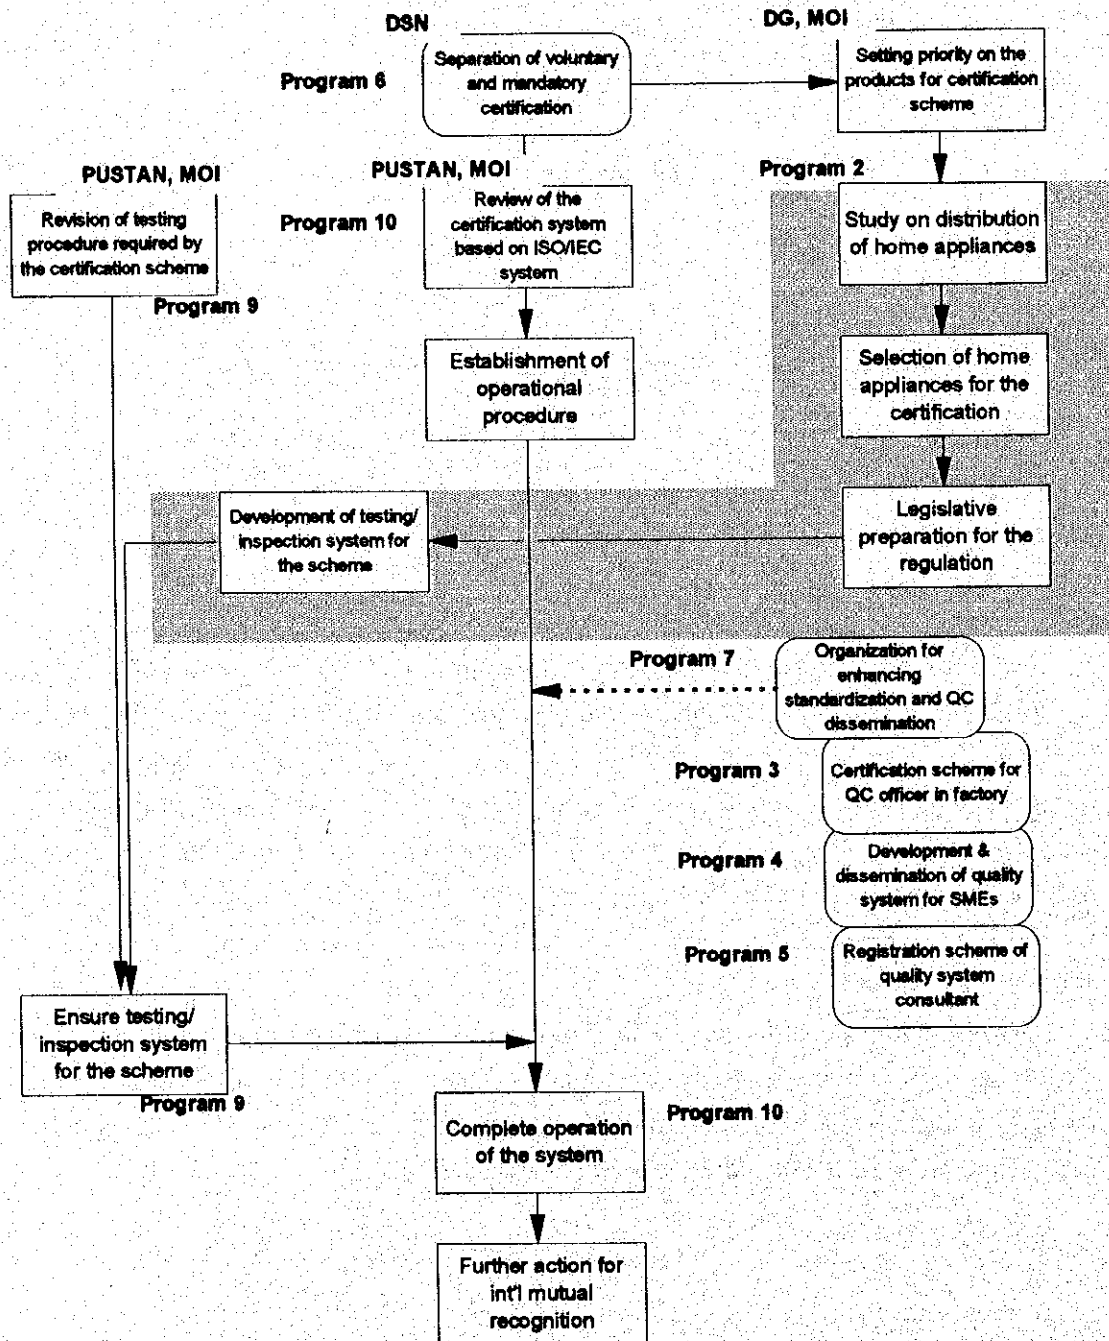 DSN
DG, MOI
Program 6
Separation of voluntary
and mandatory
certification
Setting priority on the
products for certification
scheme
PUSTAN, MOI
PUSTAN, MOI
Program 2
Revision of testing
procedure required by
the certification scheme
Program 9
Program 10
Review of the
certification system
based on ISO/IEC
system
Study on distribution
of home appliances
Establishment of
operational
procedure
Selection of home
appliances for the
certification
Development of testing/
inspection system for
the scheme
Legislative
preparation for the
regulation
Program 7
Organization for
enhancing
standardization and QC
dissemination
Program 3
Certification scheme for
QC officer in factory
Program 4
Development &
dissemination of quality
system for SMEs
Program 5
Registration scheme of
quality system
consultant
Ensure testing/
inspection system
for the scheme
Program 9
Program 10
Complete operation
of the system
Further action for
int'l mutual
recognition